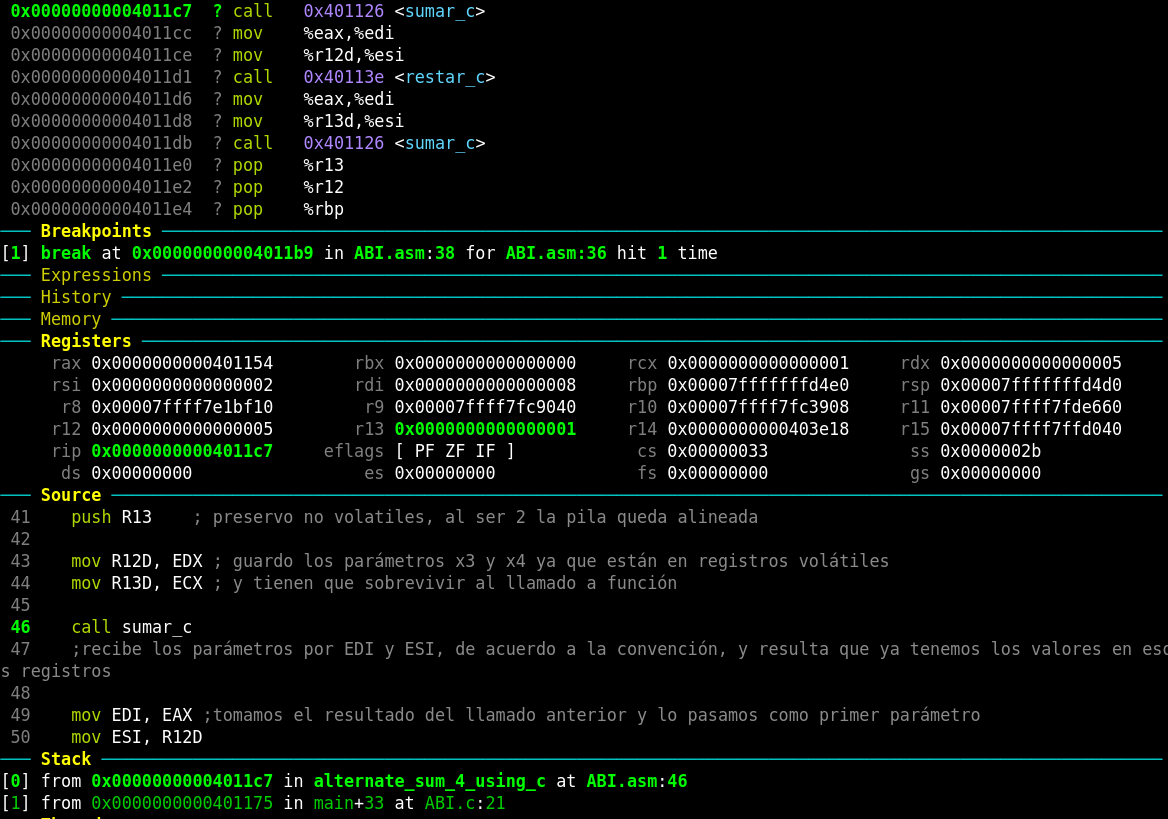 0x00000000004011c7  ? call   0x401126 <sumar_c>
0x00000000004011cc  ? mov    %eax,%edi
0x00000000004011ce  ? mov    %r12d,%esi
0x00000000004011d1  ? call   0x40113e <restar_c>
0x00000000004011d6  ? mov    %eax,%edi
0x00000000004011d8  ? mov    %r13d,%esi
0x00000000004011db  ? call   0x401126 <sumar_c>
0x00000000004011e0  ? pop    %r13
0x00000000004011e2  ? pop    %r12
0x00000000004011e4  ? pop    %rbp
Breakpoints
[1] break at 0x00000000004011b9 in ABI.asm:38 for ABI.asm:36 hit 1 time
Expressions
History
Memory
Registers
rax 0x0000000000401154 rbx 0x0000000000000000 rcx 0x0000000000000001 rdx 0x0000000000000005
rsi 0x0000000000000002 rdi 0x0000000000000008 rbp 0x00007fffffffd4e0 rsp 0x00007fffffffd4d0
r8 0x00007ffff7e1bf10 r9 0x00007ffff7fc9040 r10 0x00007ffff7fc3908 r11 0x00007ffff7fde660
r12 0x0000000000000005 r13 0x0000000000000001 r14 0x0000000000403e18 r15 0x00007ffff7ffd040
rip 0x00000000004011c7 eflags [ PF ZF IF ] cs 0x00000033 ss 0x0000002b
ds 0x00000000 es 0x00000000 fs 0x00000000 gs 0x00000000
Source
41    push R13    ; preservo no volatiles, al ser 2 la pila queda alineada
42
43    mov R12D, EDX ; guardo los parámetros x3 y x4 ya que están en registros volátiles
44    mov R13D, ECX ; y tienen que sobrevivir al llamado a función
45
46    call sumar_c
47    ;recibe los parámetros por EDI y ESI, de acuerdo a la convención, y resulta que ya tenemos los valores en eso
s registros
48
49    mov EDI, EAX ;tomamos el resultado del llamado anterior y lo pasamos como primer parámetro
50    mov ESI, R12D
Stack
[0] from 0x00000000004011c7 in alternate_sum_4_using_c at ABI.asm:46
[1] from 0x0000000000401175 in main+33 at ABI.c:21